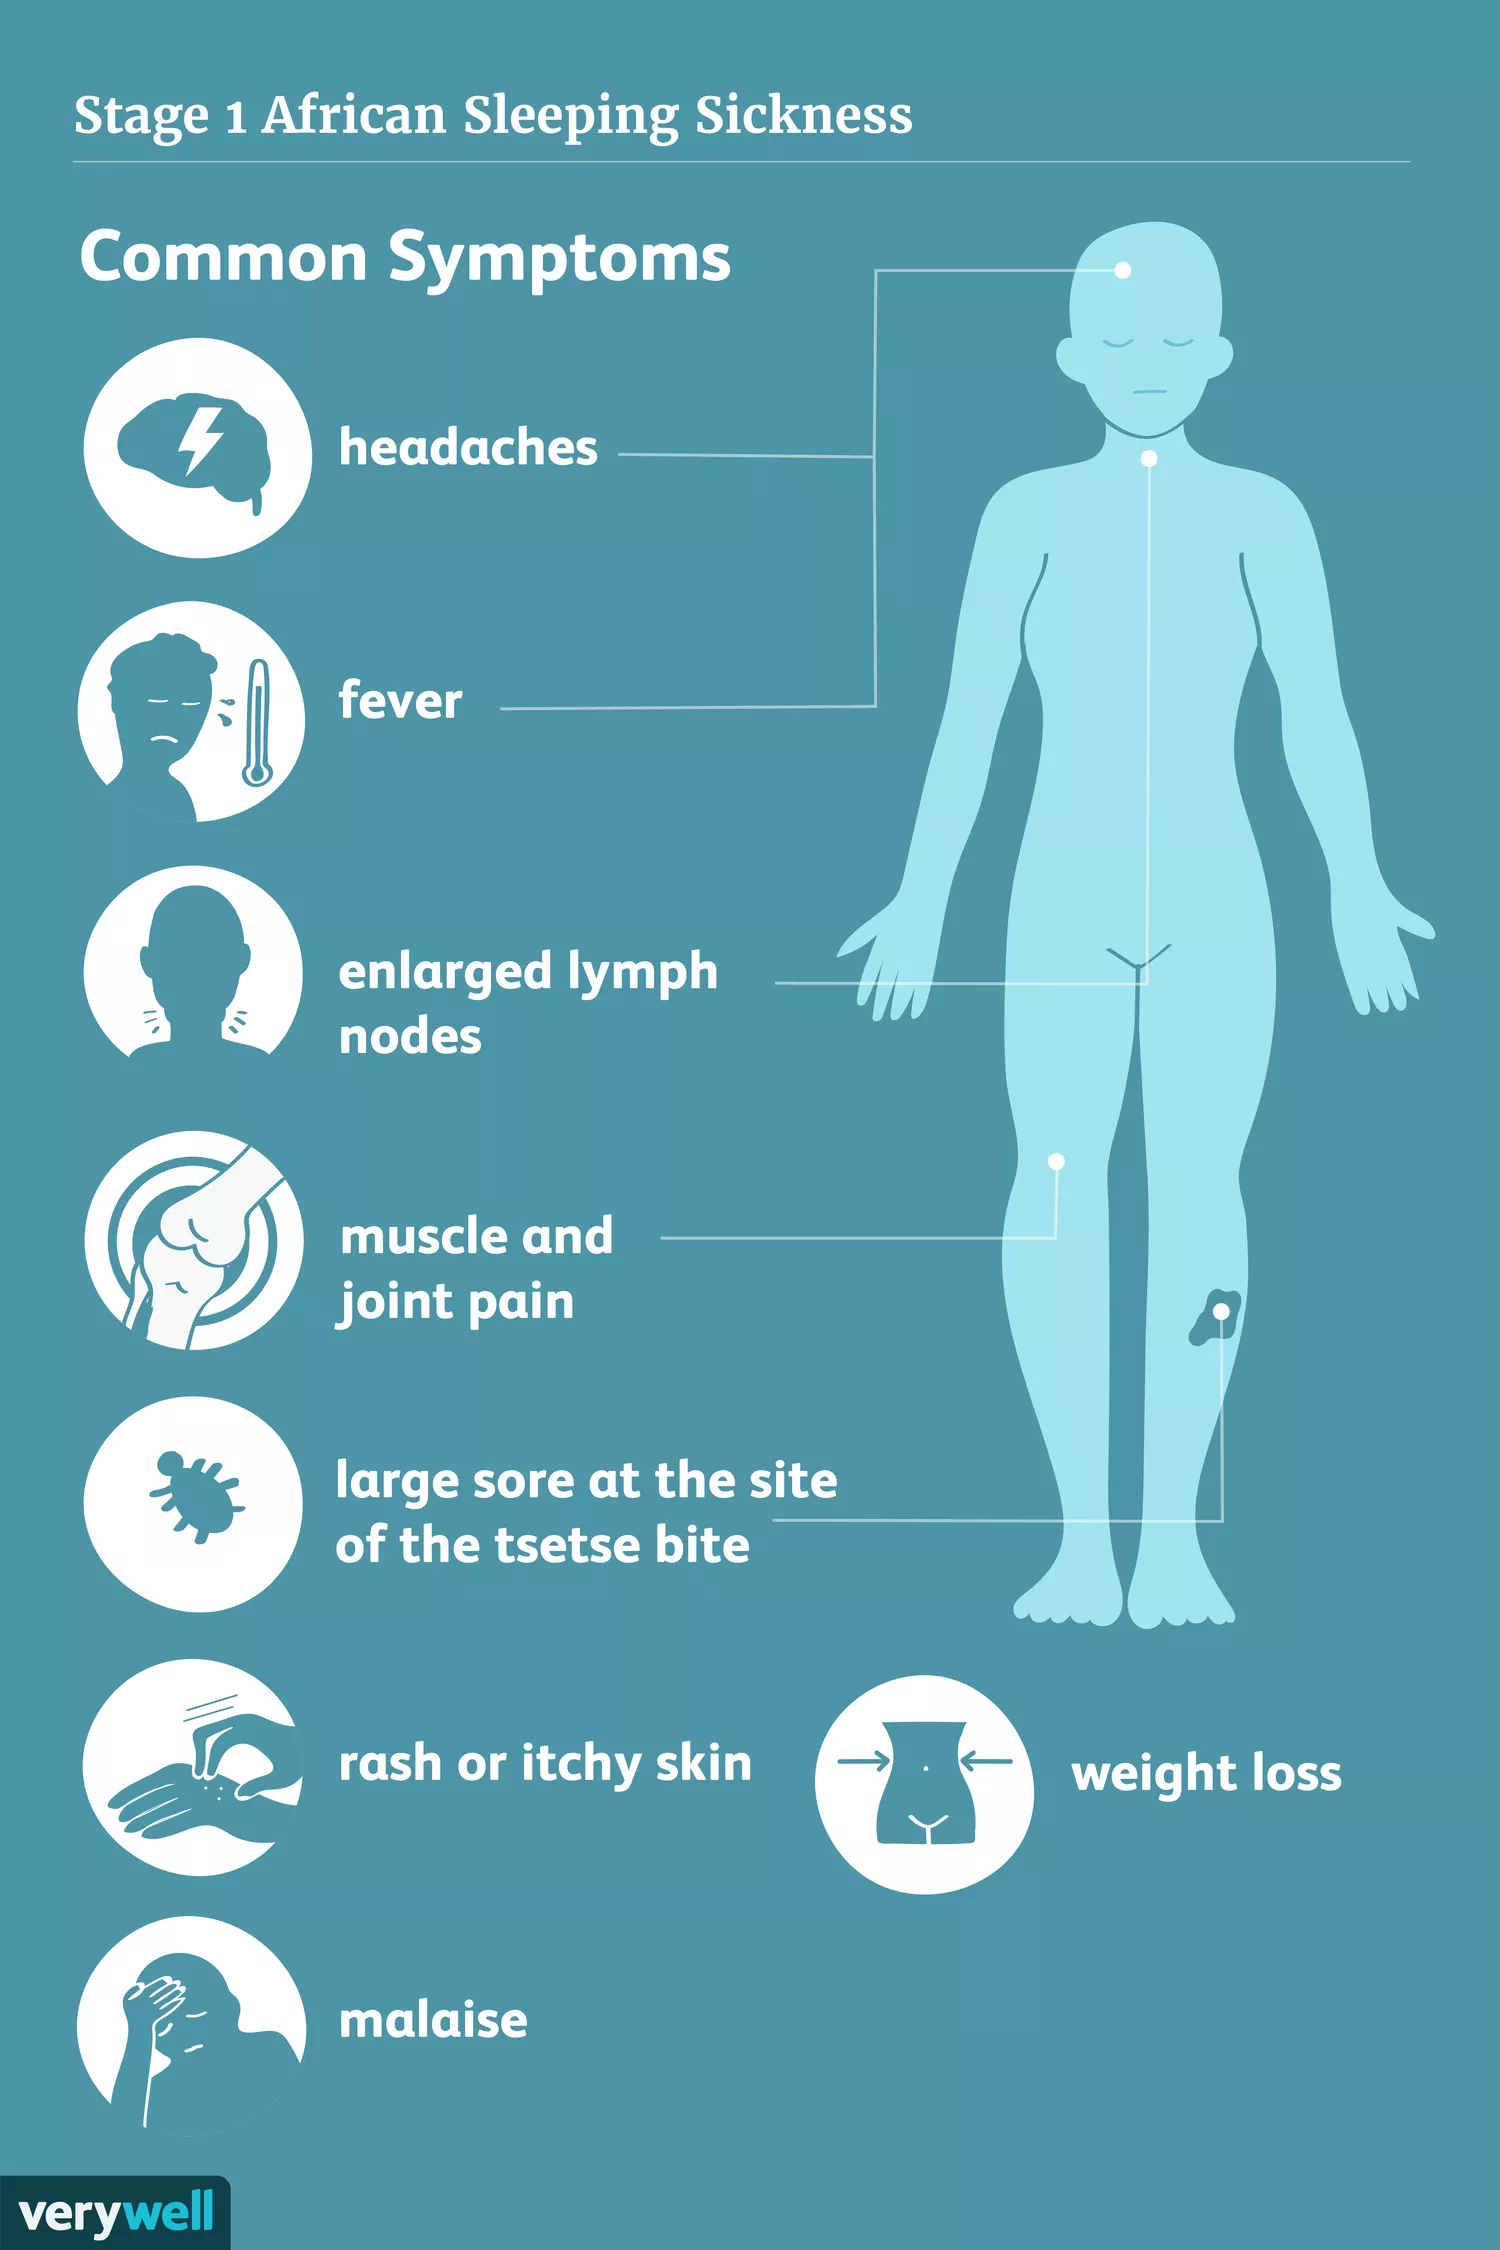 Stage 1 African Sleeping Sickness
Common Symptoms
headaches
fever
enlarged lymph
nodes
muscle and
joint pain
large sore at the site
of the tsetse bite
rash or itchy skin
weight loss
malaise
verywell